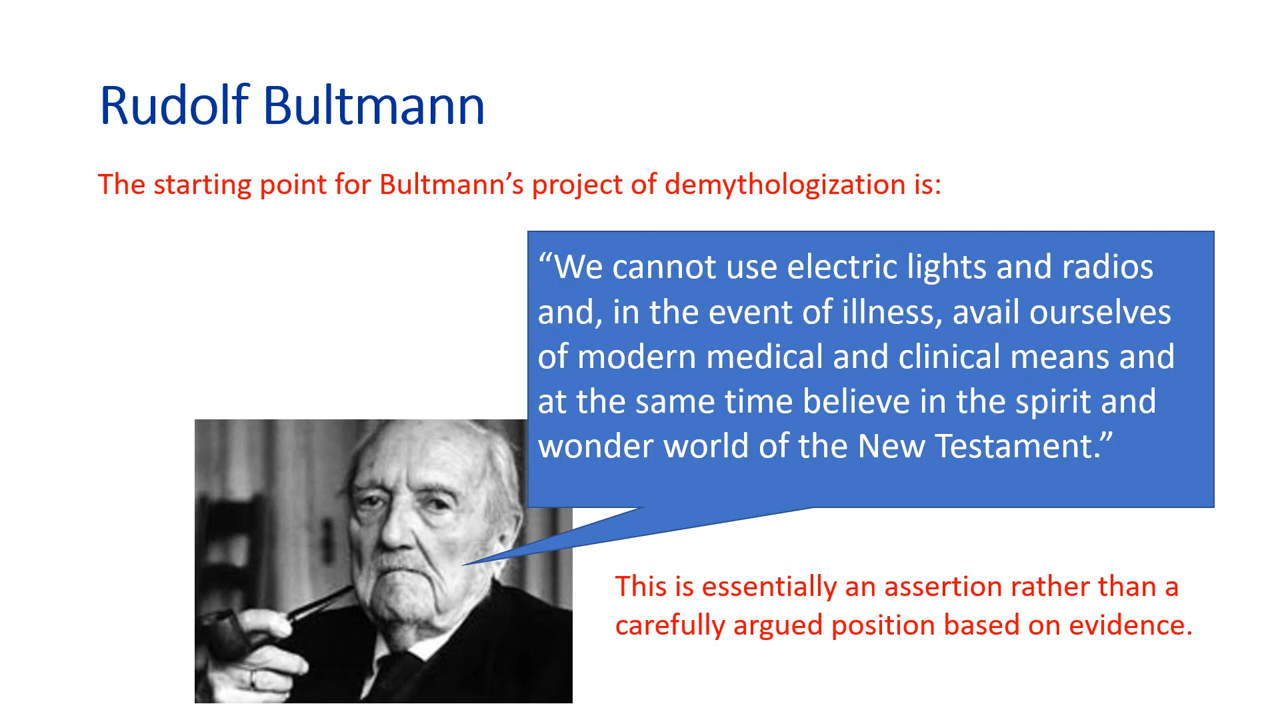 Rudolf Bultmann
The starting point for Bultmann’s project of demythologization is:
“We cannot use electric lights and radios
and, in the event of illness, avail ourselves
of modern medical and clinical means and
at the same time believe in the spirit and
wonder world of the New Testament.”
This is essentially an assertion rather than a
carefully argued position based on evidence.